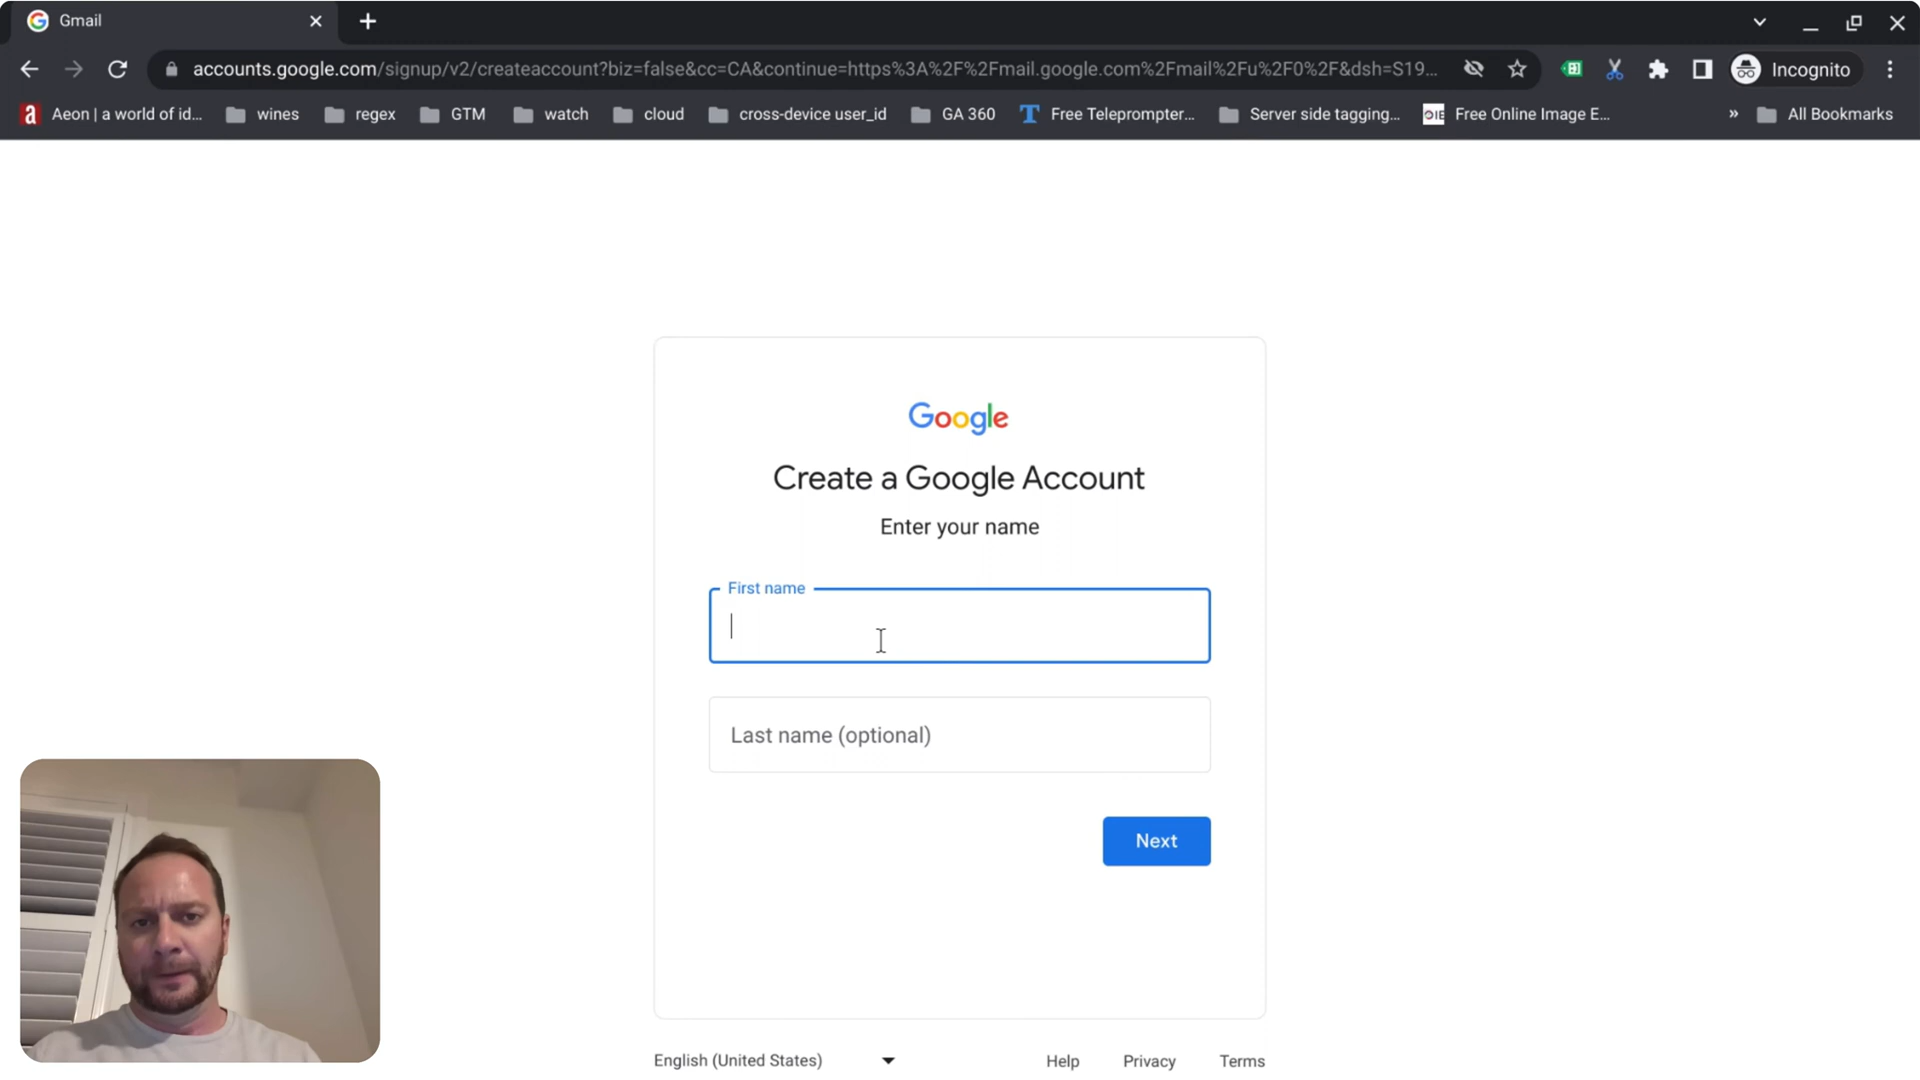 Gmail
accounts.google.com/signup/v2/createaccount?biz=false&cc=CA&continue=https%3A%2F%2Fmail.google.com%2Fmail%2Fu%2F0%2F&dsh=S19...
Incognito
a Aeon | a world of id...
wines
regex
GTM
watch
cloud
cross-device user_id
GA 360
T Free Teleprompter...
Server side tagging...
OIE Free Online Image E...
»
All Bookmarks
Google
Create a Google Account
Enter your name
First name
Last name (optional)
Next
English (United States)
Help
Privacy
Terms